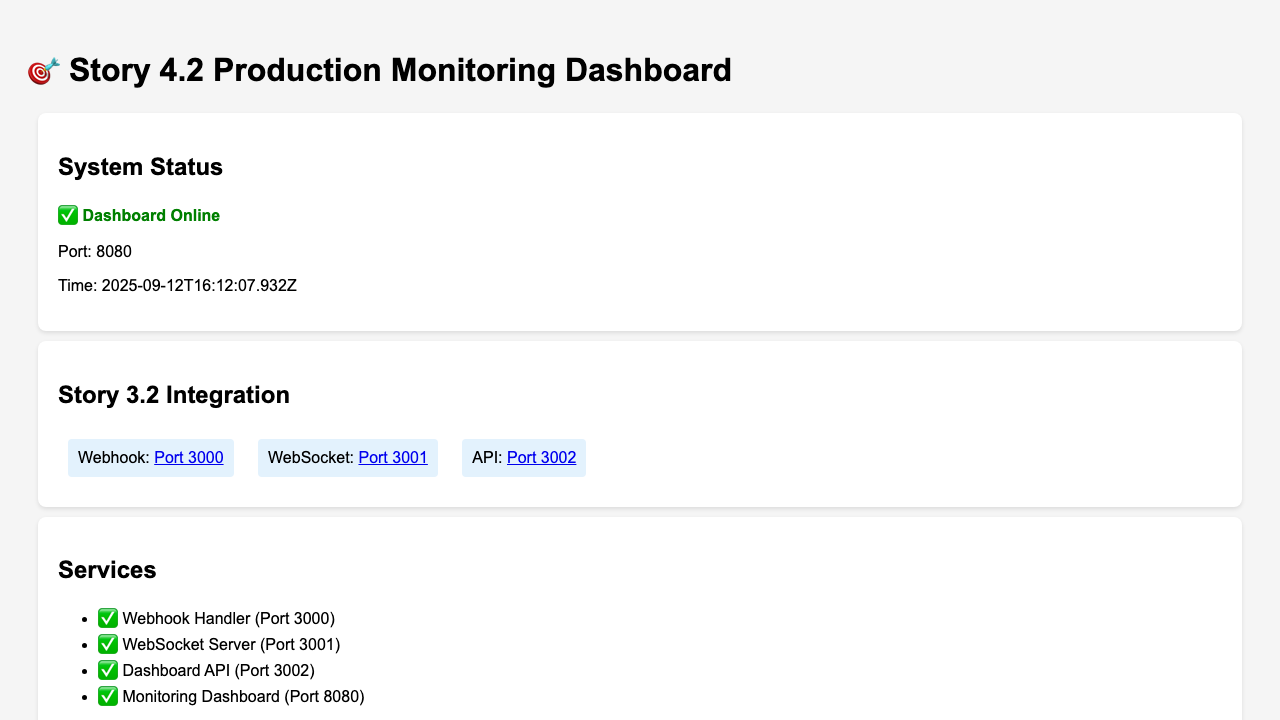 🎯 Story 4.2 Production Monitoring Dashboard
System Status
✅ Dashboard Online
Port: 8080
Time: 2025-09-12T16:12:07.932Z
Story 3.2 Integration
Webhook: Port 3000 WebSocket: Port 3001 API: Port 3002
Services
• ✅ Webhook Handler (Port 3000)
• ✅ WebSocket Server (Port 3001)
• ✅ Dashboard API (Port 3002)
• ✅ Monitoring Dashboard (Port 8080)